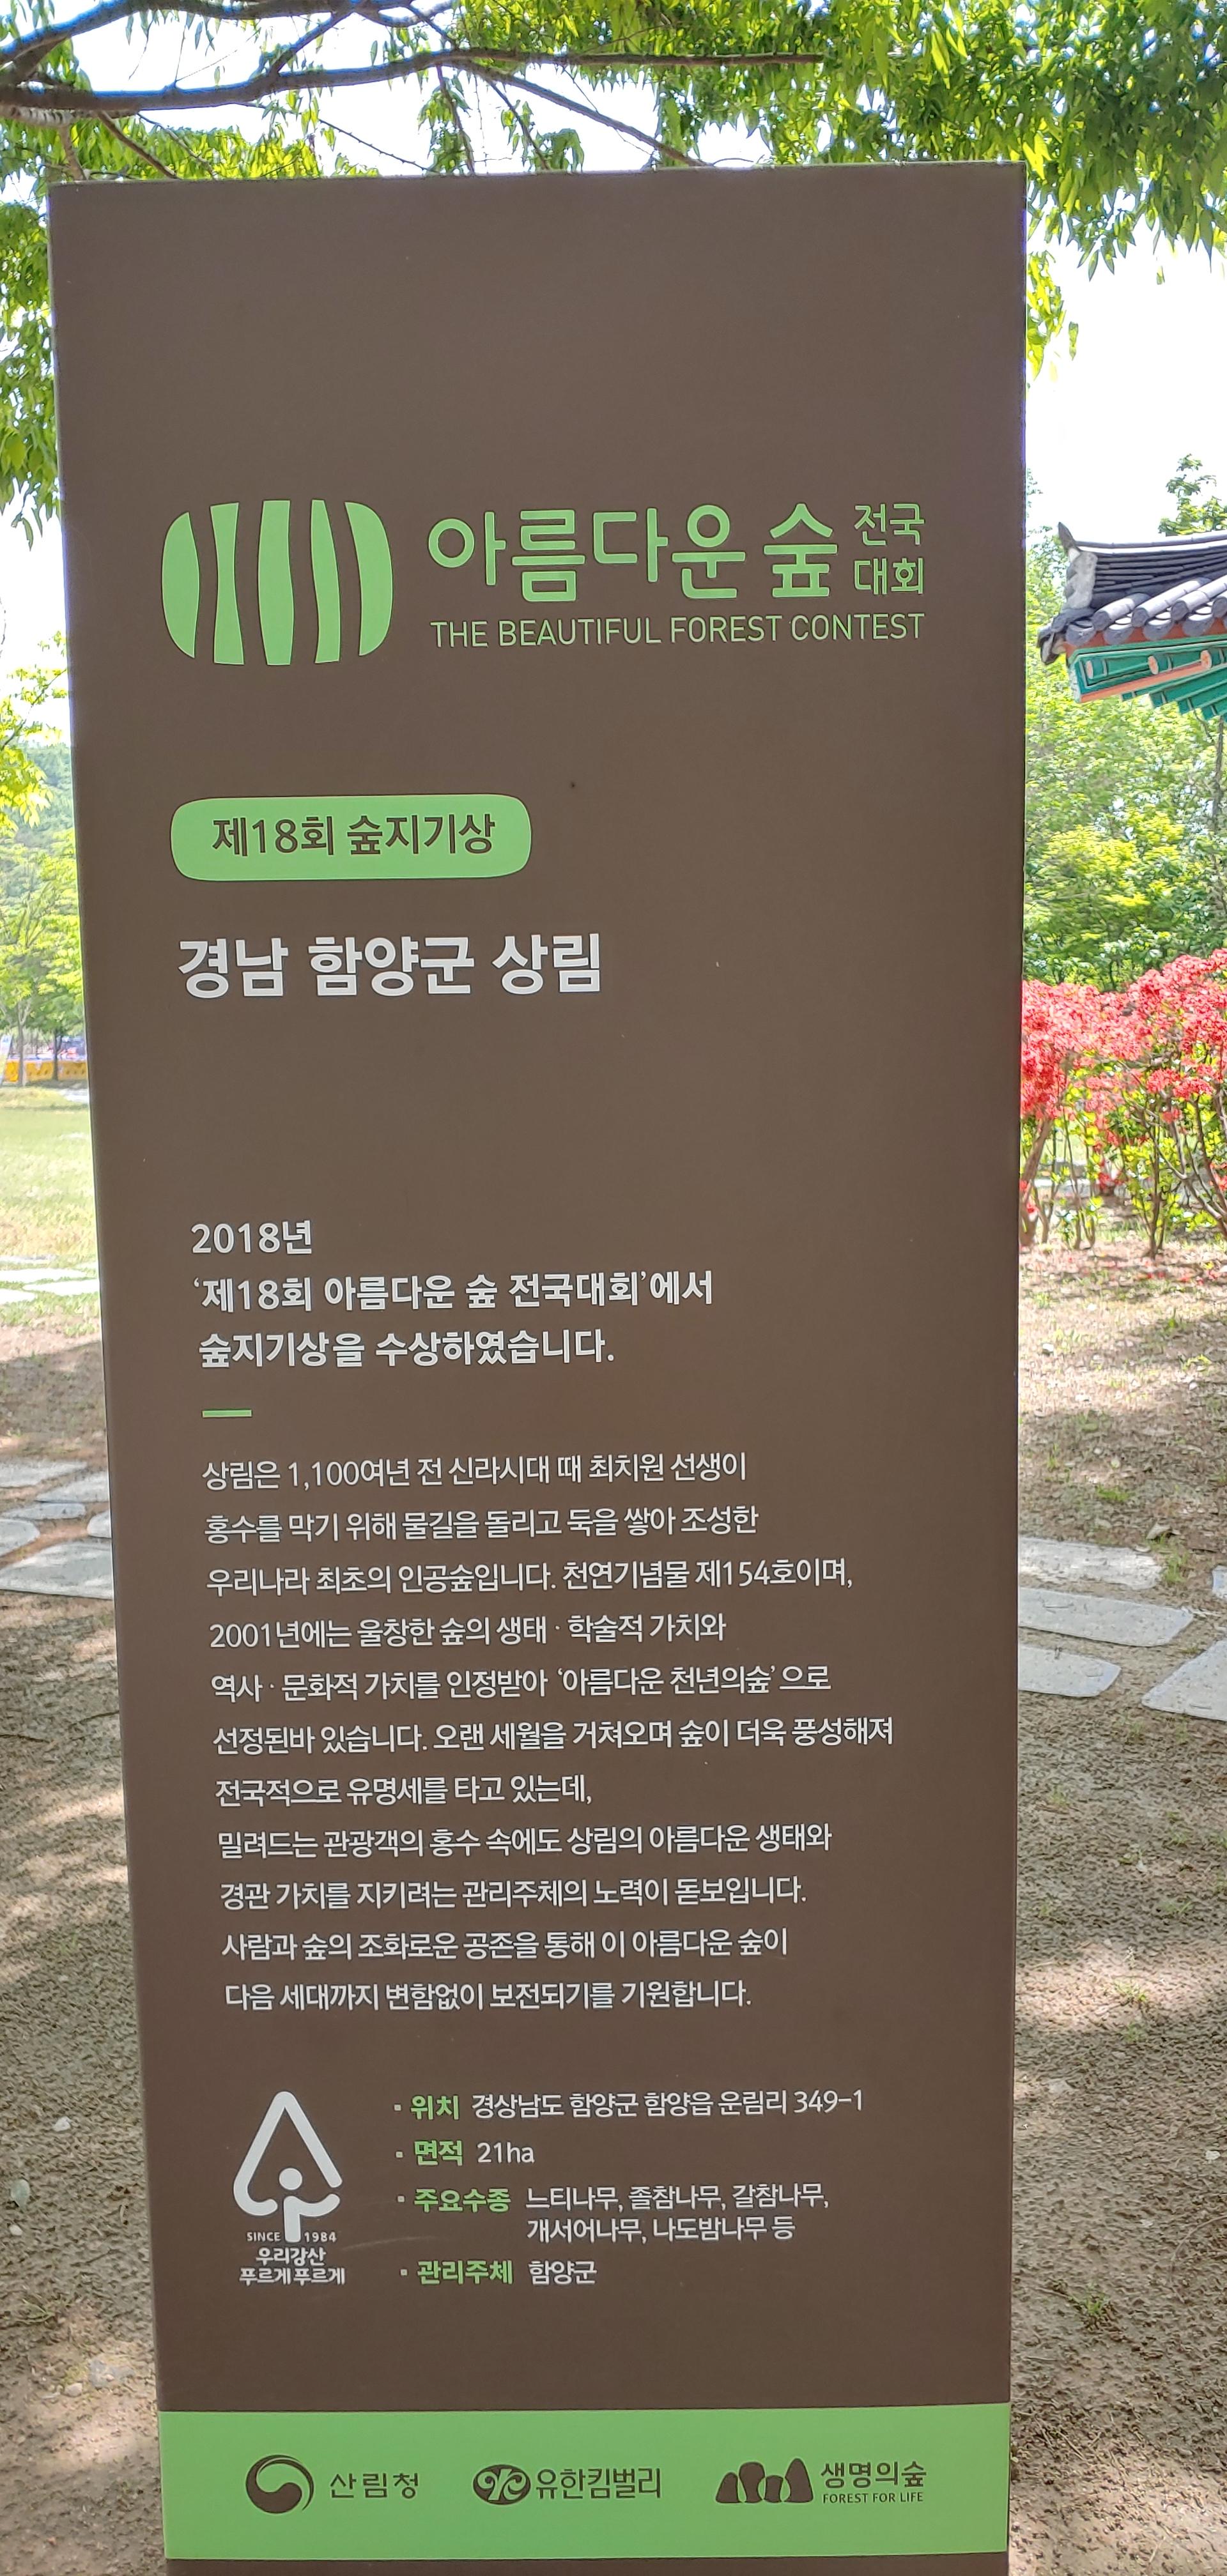 아름다운 숲 전국대회
THE BEAUTIFUL FOREST CONTEST
제18회 숲지기상
경남 함양군 상림
2018년
‘제18회 아름다운 숲 전국대회’에서
숲지기상을 수상하였습니다.
상림은 1,100여년 전 신라시대 때 최치원 선생이
홍수를 막기 위해 물길을 돌리고 둑을 쌓아 조성한
우리나라 최초의 인공숲입니다. 천연기념물 제154호이며,
2001년에는 울창한 숲의 생태 · 학술적 가치와
역사 · 문화적 가치를 인정받아 ‘아름다운 천년의숲’으로
선정된바 있습니다. 오랜 세월을 거쳐오며 숲이 더욱 풍성해져
전국적으로 유명세를 타고 있는데,
밀려드는 관광객의 홍수 속에도 상림의 아름다운 생태와
경관 가치를 지키려는 관리주체의 노력이 돋보입니다.
사람과 숲의 조화로운 공존을 통해 이 아름다운 숲이
다음 세대까지 변함없이 보전되기를 기원합니다.
· 위치 경상남도 함양군 함양읍 운림리 349-1
· 면적 21ha
· 주요수종 느티나무, 졸참나무, 갈참나무,
개서어나무, 나도밤나무 등
· 관리주체 함양군
SINCE 1984
우리강산
푸르게 푸르게
산림청 유한킴벌리 생명의숲
FOREST FOR LIFE